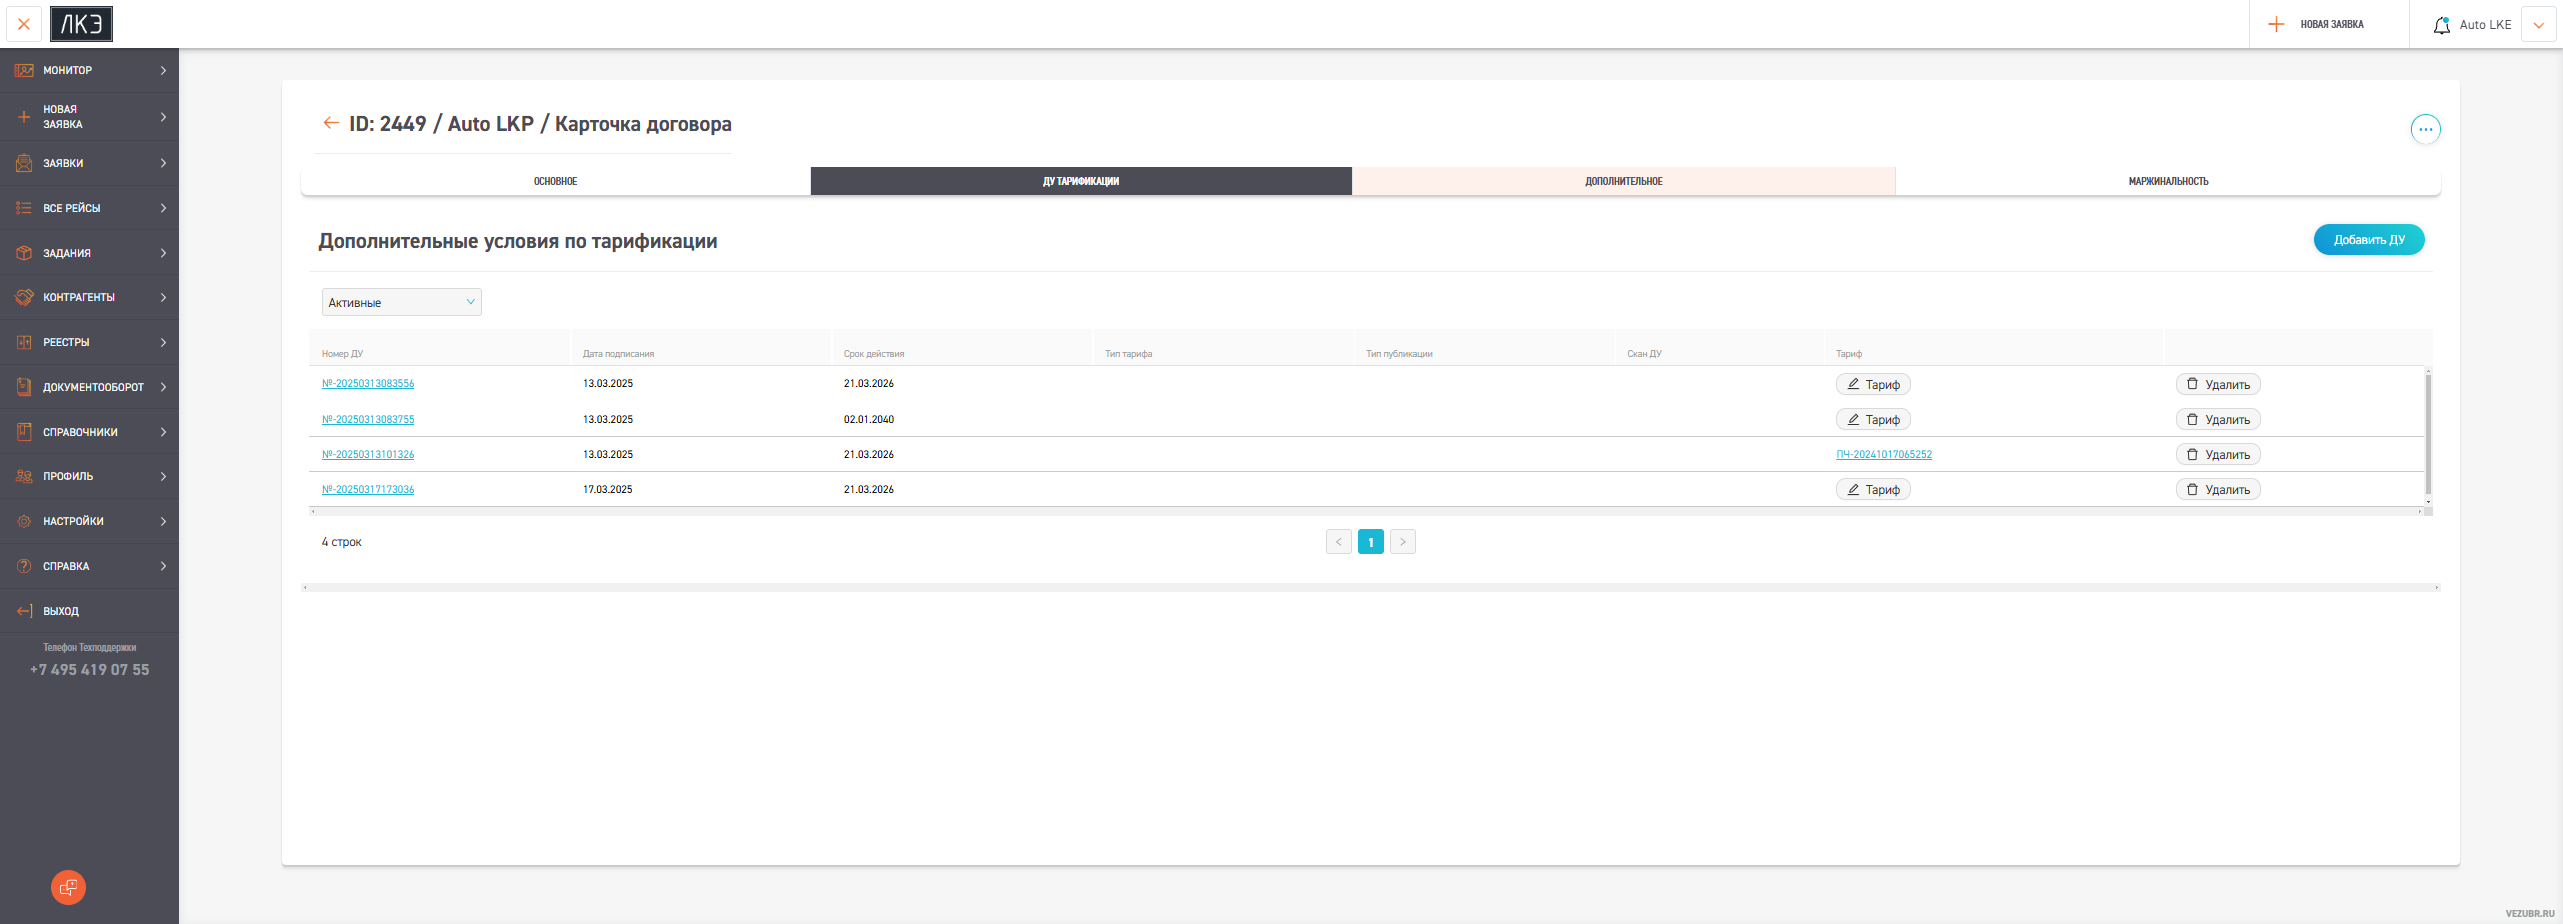 ЛКЭ
НОВАЯ ЗАЯВКА
Auto LKE
МОНИТОР
НОВАЯ
ЗАЯВКА
ЗАЯВКИ
ВСЕ РЕЙСЫ
ЗАДАНИЯ
КОНТРАГЕНТЫ
РЕЕСТРЫ
ДОКУМЕНТООБОРОТ
СПРАВОЧНИКИ
ПРОФИЛЬ
НАСТРОЙКИ
СПРАВКА
ВЫХОД
Телефон Техподдержки
+7 495 419 07 55
ID: 2449 / Auto LKP / Карточка договора
ОСНОВНОЕ ДУ ТАРИФИКАЦИИ ДОПОЛНИТЕЛЬНОЕ МАРЖИНАЛЬНОСТЬ
Дополнительные условия по тарификации
Добавить ДУ
Активные
Номер ДУ Дата подписания Срок действия Тип тарифа Тип публикации Скан ДУ Тариф
№-20250313083556 13.03.2025 21.03.2026 Тариф Удалить
№-20250313083755 13.03.2025 02.01.2040 Тариф Удалить
№-20250313101326 13.03.2025 21.03.2026 ПЧ-20241017065252 Удалить
№-20250317173036 17.03.2025 21.03.2026 Тариф Удалить
4 строк
1
VEZUBR.RU